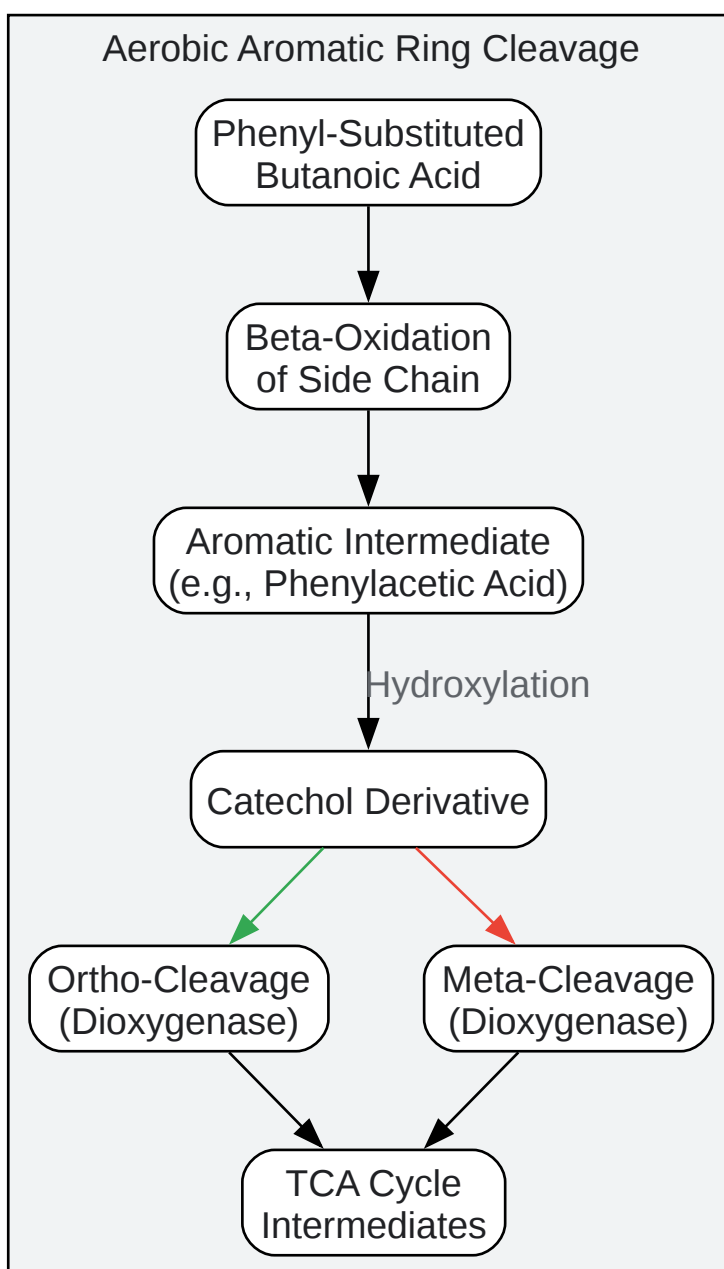 Aerobic Aromatic Ring Cleavage
Phenyl-Substituted
Butanoic Acid
Beta-Oxidation
of Side Chain
Aromatic Intermediate
(e.g., Phenylacetic Acid)
Hydroxylation
Catechol Derivative
Ortho-Cleavage
(Dioxygenase)
Meta-Cleavage
(Dioxygenase)
TCA Cycle
Intermediates